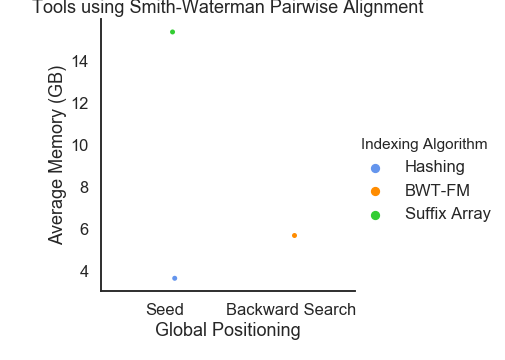 Tools using Smith-Waterman Pairwise Alignment
Average Memory (GB)
14
12
10
8
6
4
Seed
Backward Search
Global Positioning
Indexing Algorithm
Hashing
BWT-FM
Suffix Array